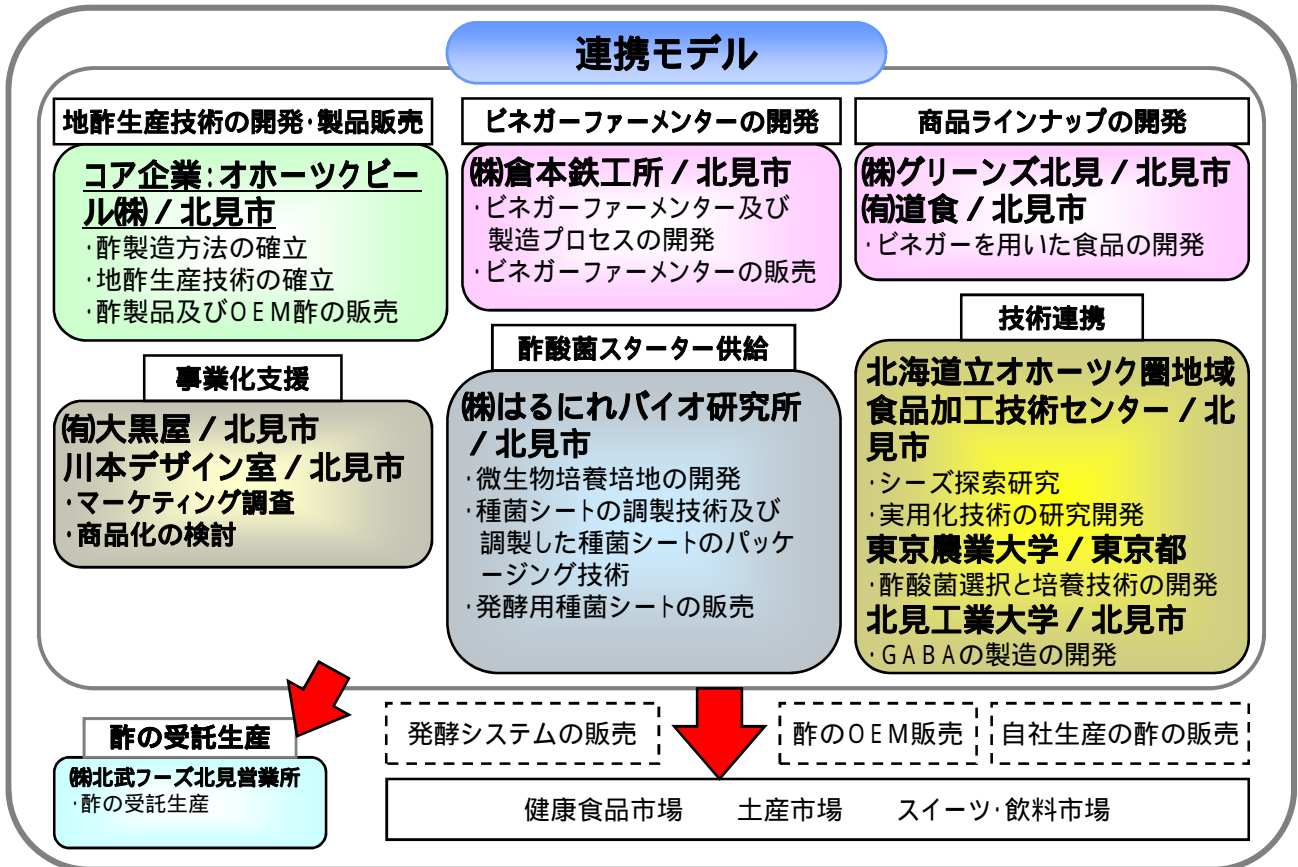 連携モデル
地酢生産技術の開発・製品販売
コア企業:オホーツクビー
ル㈱ / 北見市
・酢製造方法の確立
・地酢生産技術の確立
・酢製品及びOEM酢の販売
事業化支援
㈲大黒屋 / 北見市
川本デザイン室 / 北見市
・マーケティング調査
・商品化の検討
ビネガーファーメンターの開発
㈱倉本鉄工所 / 北見市
・ビネガーファーメンター及び
製造プロセスの開発
・ビネガーファーメンターの販売
酢酸菌スターター供給
㈱はるにれバイオ研究所
/ 北見市
・微生物培養培地の開発
・種菌シートの調製技術及び
調製した種菌シートのパッケ
ージング技術
・発酵用種菌シートの販売
商品ラインナップの開発
㈱グリーンズ北見 / 北見市
㈲道食 / 北見市
・ビネガーを用いた食品の開発
技術連携
北海道立オホーツク圏地域
食品加工技術センター / 北
見市
・シーズ探索研究
・実用化技術の研究開発
東京農業大学 / 東京都
・酢酸菌選択と培養技術の開発
北見工業大学 / 北見市
・GABAの製造の開発
酢の受託生産
㈱北武フーズ北見営業所
・酢の受託生産
発酵システムの販売
酢のOEM販売
自社生産の酢の販売
健康食品市場 土産市場 スイーツ・飲料市場